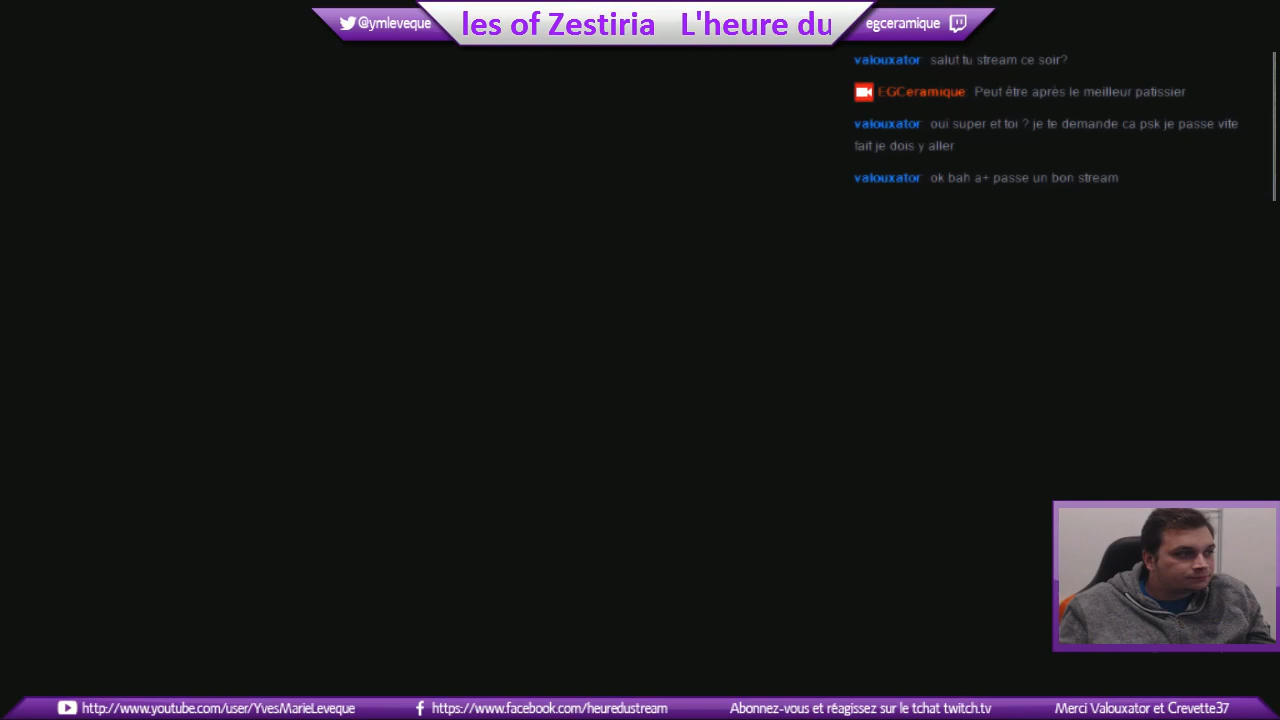 @ymleveque
les of Zestiria L'heure du
egceramique
valouxator salut tu stream ce soir?
EGCeramique: Peut être après le meilleur patissier
valouxator oui super et toi ? je te demande ca psk je passe vite
fait je dois y aller
valouxator ok bah a+ passe un bon stream
http://www.youtube.com/user/YvesMarieLeveque
https://www.facebook.com/heuredustream
Abonnez-vous et réagissez sur le tchat twitch.tv
Merci Valouxator et Crevette37